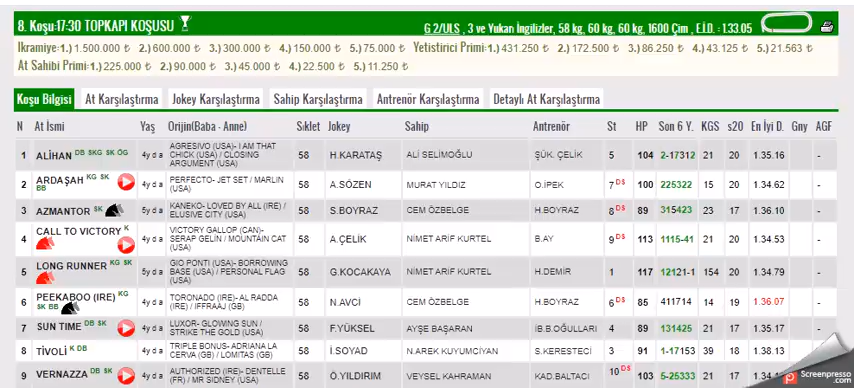 8. Koşu:17:30 TOPKAPI KOŞUSU
G 2/ULS , 3 ve Yukarı İngilizler, 58 kg, 60 kg, 60 kg, 1600 Çim , E.İ.D. : 1.33.05
İkramiye:1.) 1.500.000 ₺ 2.) 600.000 ₺ 3.) 300.000 ₺ 4.) 150.000 ₺ 5.) 75.000 ₺ Yetistirici Primi:1.) 431.250 ₺ 2.) 172.500 ₺ 3.) 86.250 ₺ 4.) 43.125 ₺ 5.) 21.563 ₺
At Sahibi Primi:1.) 225.000 ₺ 2.) 90.000 ₺ 3.) 45.000 ₺ 4.) 22.500 ₺ 5.) 11.250 ₺
Koşu Bilgisi At Karşılaştırma Jokey Karşılaştırma Sahip Karşılaştırma Antrenör Karşılaştırma Detaylı At Karşılaştırma
N At İsmi Yaş Orijin(Baba - Anne) Sıklet Jokey Sahip Antrenör St HP Son 6 Y. KGS s20 En İyi D. Gny AGF
1 ALİHAN DB SKG SK ÖG 4y d a AGRESIVO (USA)- I AM THAT CHICK (USA) / CLOSING ARGUMENT (USA) 58 H.KARATAŞ ALİ SELİMOĞLU ŞÜK. ÇELİK 5 104 2-17312 21 20 1.35.16 -
2 ARDAŞAH KG SK BB 4y d a PERFECTO- JET SET / MARLIN (USA) 58 A.SÖZEN MURAT YILDIZ O.İPEK 7 DS 100 225322 15 20 1.34.62 -
3 AZMANTOR SK 5y d a KANEKO- LOVED BY ALL (IRE) / ELUSIVE CITY (USA) 58 S.BOYRAZ CEM ÖZBELGE H.BOYRAZ 8 DS 89 315423 23 17 1.36.10 -
4 CALL TO VICTORY K 4y d a VICTORY GALLOP (CAN)- SERAP GELİN / MOUNTAIN CAT (USA) 58 A.ÇELİK NİMET ARİF KURTEL B.AY 9 DS 113 1115-41 21 20 1.34.53 -
5 LONG RUNNER KG SK 5y d a GIO PONTI (USA)- BORROWING BASE (USA) / PERSONAL FLAG (USA) 58 G.KOCAKAYA NİMET ARİF KURTEL H.DEMİR 1 117 12121-1 154 20 1.34.79 -
6 PEEKABOO (IRE) KG SK BB 4y d a TORONADO (IRE)- AL RADDA (IRE) / IFFRAAJ (GB) 58 N.AVCİ CEM ÖZBELGE H.BOYRAZ 6 DS 85 411714 14 19 1.36.07 -
7 SUN TIME DB SK 4y d a LUXOR- GLOWING SUN / STRIKE THE GOLD (USA) 58 F.YÜKSEL AYŞE BAŞARAN İB.B.OĞULLARI 4 89 131425 21 17 1.35.17 -
8 TİVOLİ K DB 4y d a TRIPLE BONUS- ADRIANA LA CERVA (GB) / LOMITAS (GB) 58 İ.SOYAD N.AREK KUYUMCİYAN S.KERESTECİ 3 91 1-17153 39 18 1.38.13
9 VERNAZZA DB SK 4y d a AUTHORIZED (IRE)- DENTELLE (FR) / MR SIDNEY (USA) 58 Ö.YILDIRIM VEYSEL KAHRAMAN KAD.BALTACI 10 DS 103 5-25333 21 17 1.34
Screenpresso
.com